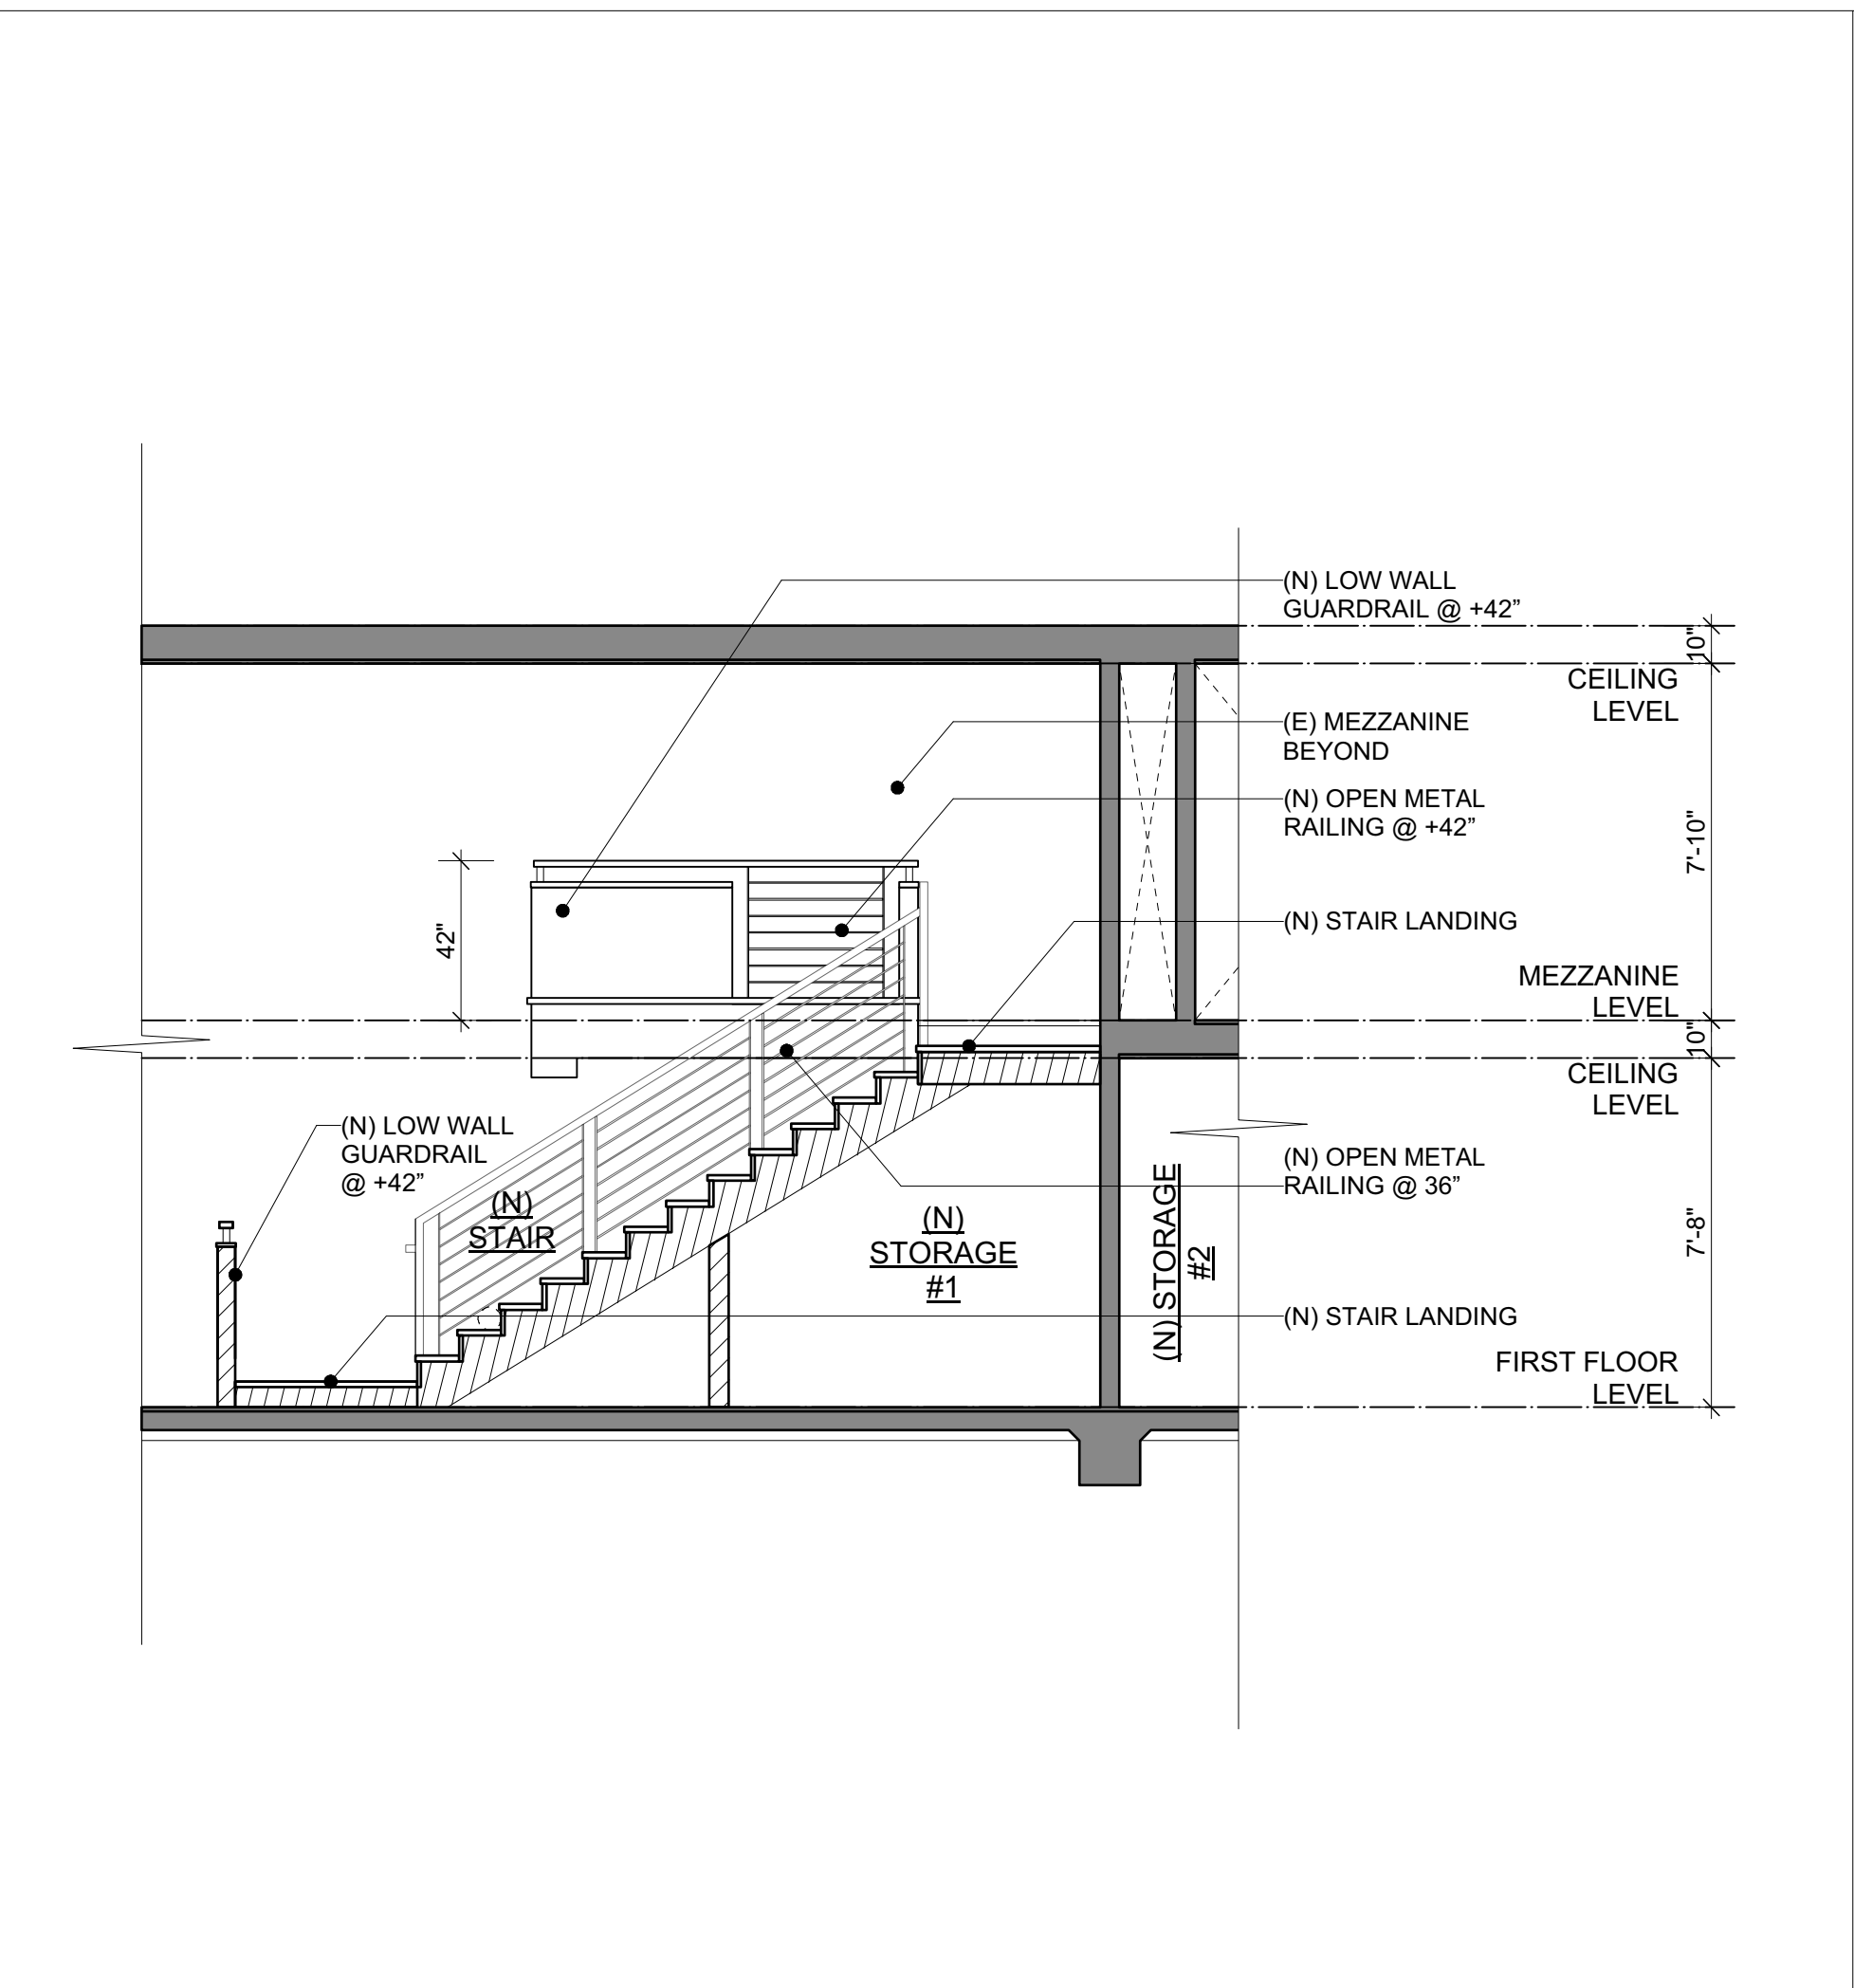 (N) LOW WALL
GUARDRAIL @ +42”
10"
CEILING
LEVEL
(E) MEZZANINE
BEYOND
(N) OPEN METAL
RAILING @ +42”
7'-10"
42"
(N) STAIR LANDING
MEZZANINE
LEVEL
10"
CEILING
LEVEL
(N) LOW WALL
GUARDRAIL
@ +42”
(N) OPEN METAL
RAILING @ 36”
(N)
STAIR
(N)
STORAGE
#1
(N) STORAGE
#2
7'-8"
(N) STAIR LANDING
FIRST FLOOR
LEVEL